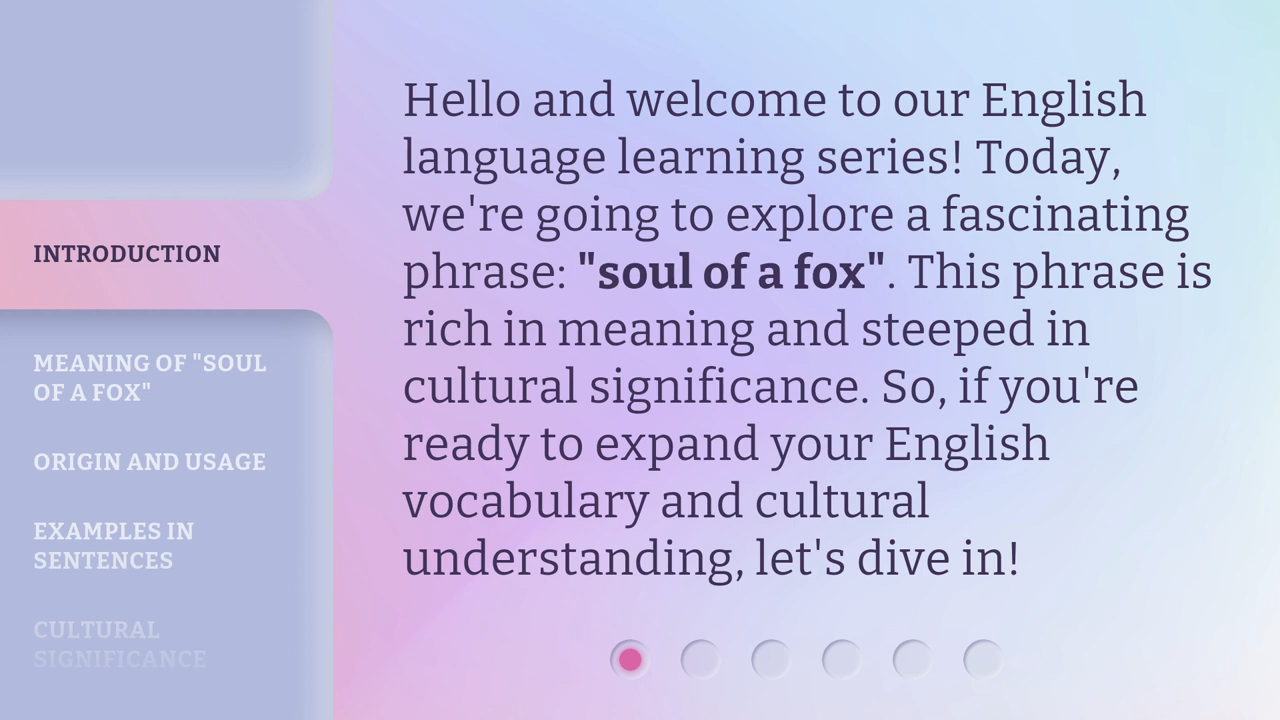 INTRODUCTION
MEANING OF "SOUL
OF A FOX"
ORIGIN AND USAGE
EXAMPLES IN
SENTENCES
CULTURAL
SIGNIFICANCE
Hello and welcome to our English
language learning series! Today,
we're going to explore a fascinating
phrase: "soul of a fox". This phrase is
rich in meaning and steeped in
cultural significance. So, if you're
ready to expand your English
vocabulary and cultural
understanding, let's dive in!